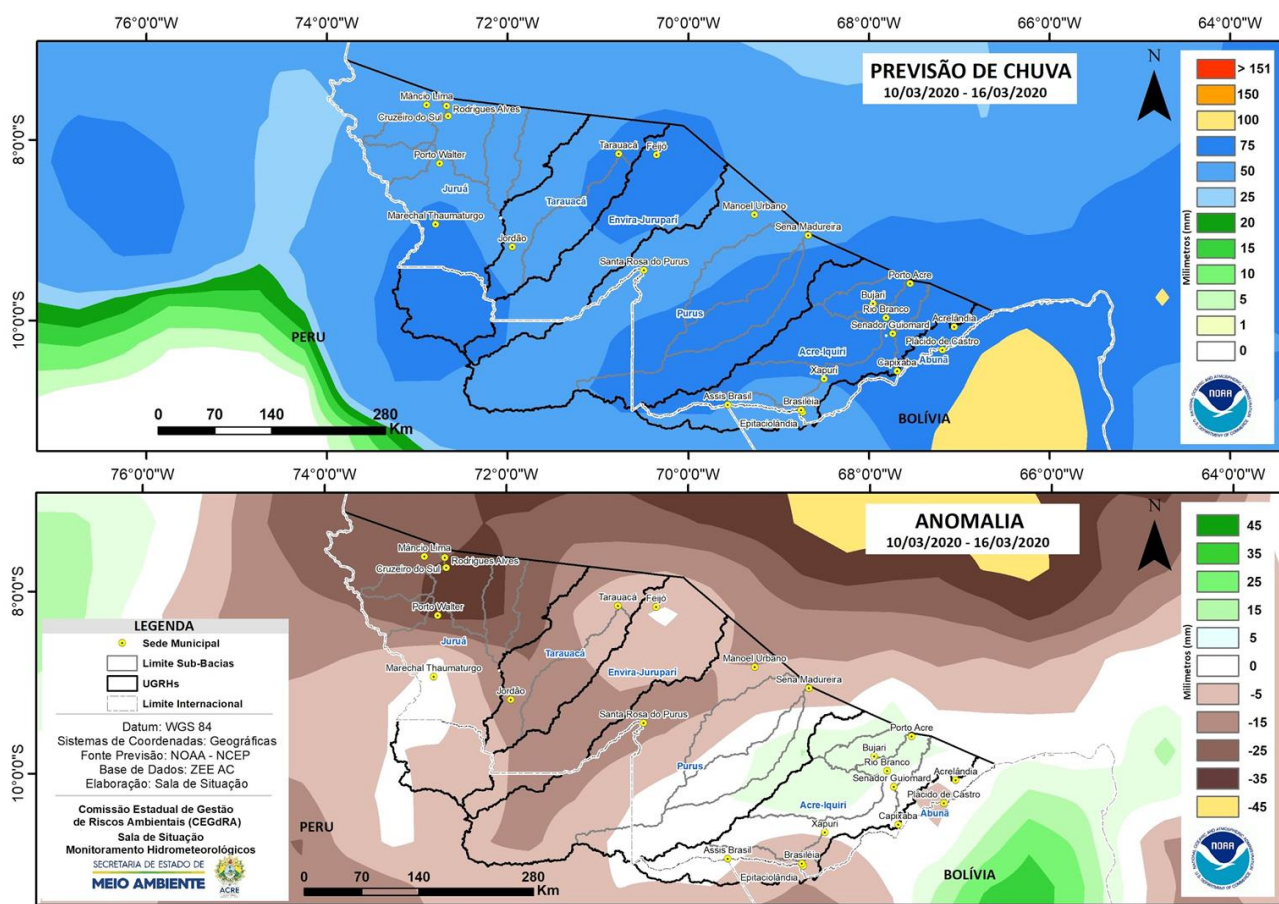 76°0'0"W 74°0'0"W 72°0'0"W 70°0'0"W 68°0'0"W 66°0'0"W 64°0'0"W
8°0'0"S
10°0'0"S
PREVISÃO DE CHUVA
10/03/2020 - 16/03/2020
N
Milímetros (mm)
> 151
150
100
75
50
25
20
15
10
5
1
0
NOAA
Mâncio Lima
Rodrigues Alves
Cruzeiro do Sul
Porto Walter
Juruá
Marechal Thaumaturgo
Tarauacá
Feijó
Tarauacá
Jordão
Envira-Jurupari
Manoel Urbano
Sena Madureira
Santa Rosa do Purus
Purus
Porto Acre
Bujari
Rio Branco
Senador Guiomard
Acrelândia
Plácido de Castro
Abunã
Acre-Iquiri
Xapuri
Capixaba
Assis Brasil
Brasiléia
Epitaciolândia
PERU
BOLÍVIA
0 70 140 280
Km
76°0'0"W 74°0'0"W 72°0'0"W 70°0'0"W 68°0'0"W 66°0'0"W 64°0'0"W
8°0'0"S
10°0'0"S
ANOMALIA
10/03/2020 - 16/03/2020
N
Milímetros (mm)
45
35
25
15
5
0
-5
-15
-25
-35
-45
NOAA
Mâncio Lima
Rodrigues Alves
Cruzeiro do Sul
Porto Walter
Juruá
Marechal Thaumaturgo
Tarauacá
Feijó
Tarauacá
Jordão
Envira-Jurupari
Manoel Urbano
Sena Madureira
Santa Rosa do Purus
Purus
Porto Acre
Bujari
Rio Branco
Senador Guiomard
Acrelândia
Plácido de Castro
Abunã
Acre-Iquiri
Xapuri
Capixaba
Assis Brasil
Brasiléia
Epitaciolândia
PERU
BOLÍVIA
0 70 140 280
Km
LEGENDA
Sede Municipal
Limite Sub-Bacias
UGRHs
Limite Internacional
Datum: WGS 84
Sistemas de Coordenadas: Geográficas
Fonte Previsão: NOAA - NCEP
Base de Dados: ZEE AC
Elaboração: Sala de Situação
Comissão Estadual de Gestão
de Riscos Ambientais (CEGdRA)
Sala de Situação
Monitoramento Hidrometeorológicos
SECRETARIA DE ESTADO DE
MEIO AMBIENTE
ACRE